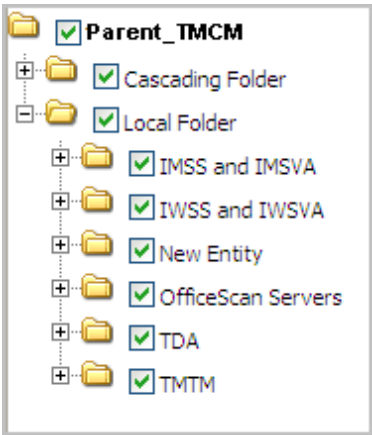 Parent_TMCM
Cascading Folder
Local Folder
IMSS and IMSVA
IWSS and IWSVA
New Entity
OfficeScan Servers
TDA
TMTM